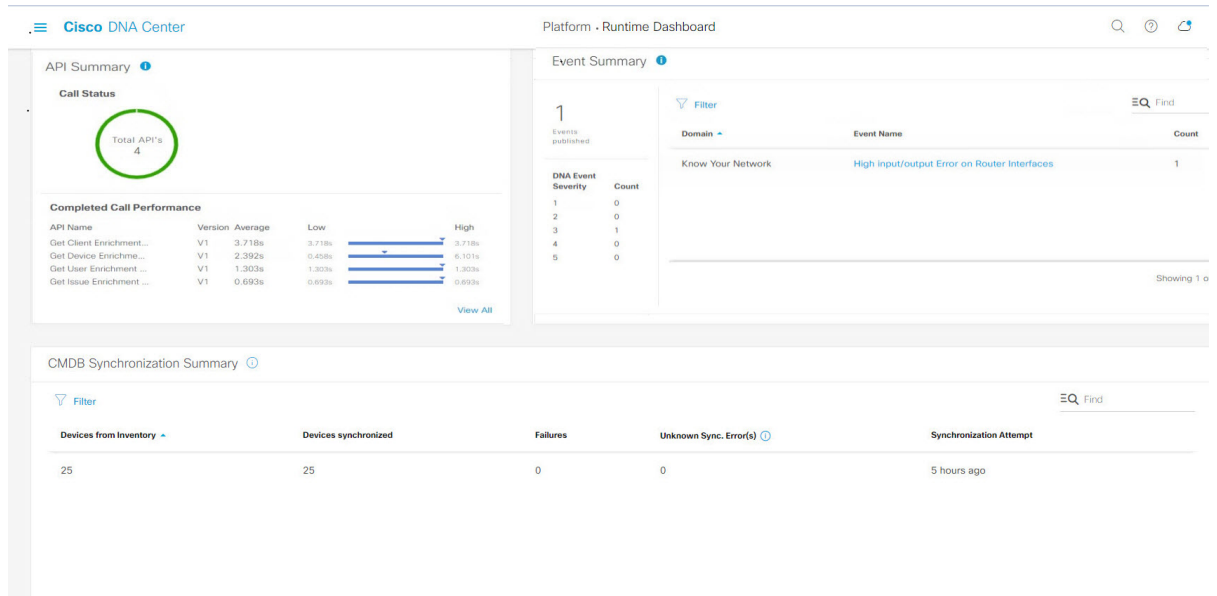 Cisco DNA Center
Platform • Runtime Dashboard
API Summary
Call Status
Total API's
4
Completed Call Performance
API Name Version Average Low High
Get Client Enrichment... V1 3.718s 3.718s 3.718s
Get Device Enrichme... V1 2.392s 0.458s 6.101s
Get User Enrichment ... V1 1.303s 1.303s 1.303s
Get Issue Enrichment ... V1 0.693s 0.693s 0.693s
View All
Event Summary
1
Events
published
DNA Event
Severity Count
1 0
2 0
3 1
4 0
5 0
Filter
Find
Domain Event Name Count
Know Your Network High input/output Error on Router Interfaces 1
Showing 1 o
CMDB Synchronization Summary
Filter
Find
Devices from Inventory Devices synchronized Failures Unknown Sync. Error(s) Synchronization Attempt
25 25 0 0 5 hours ago